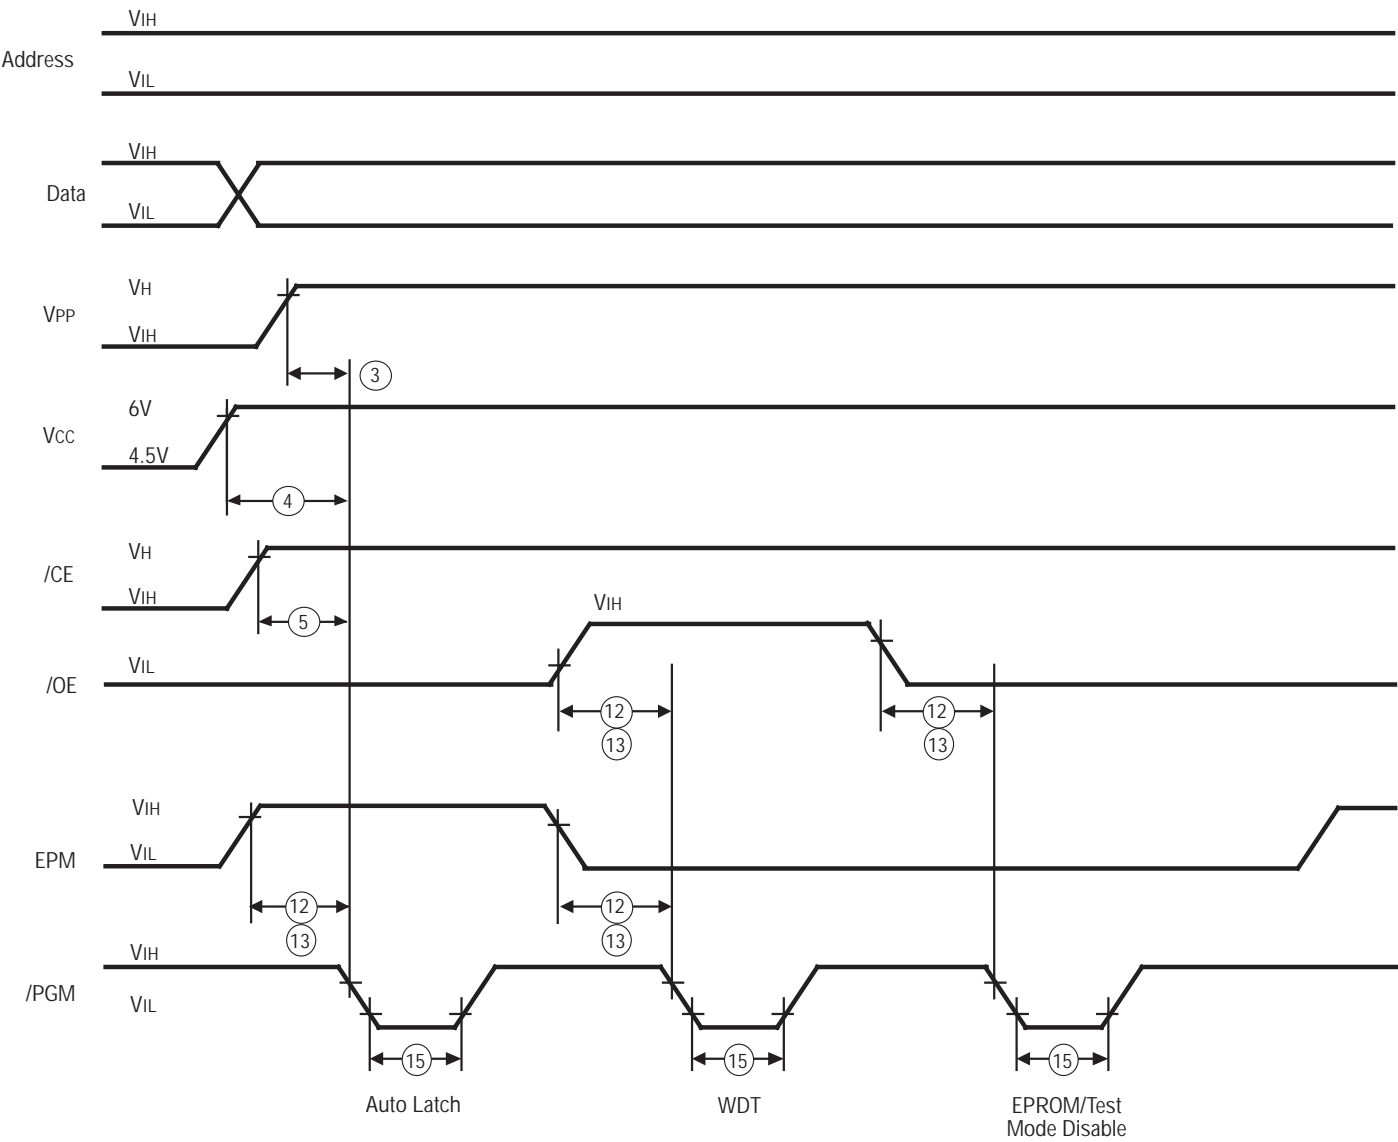 VIH
Address
VIL
VIH
Data
VIL
VH
VPP
VIH
3
6V
VCC
4.5V
4
VH
/CE
VIH
5
VIH
VIL
/OE
12
13
12
13
VIH
VIL
EPM
12
13
12
13
VIH
/PGM
VIL
15
15
15
Auto Latch
WDT
EPROM/Test
Mode Disable